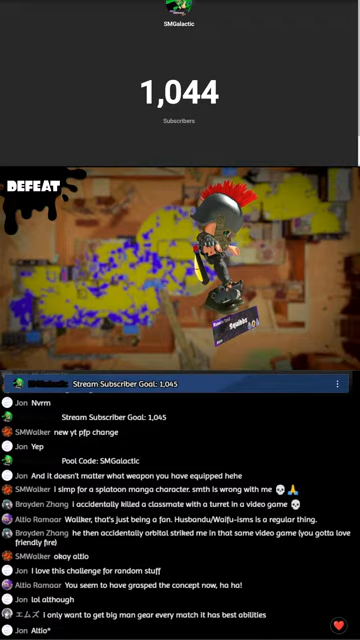 SMGalactic
1,044
Subscribers
DEFEAT
Squibbs
SMGalactic Stream Subscriber Goal: 1,045
Jon Nvrm
Stream Subscriber Goal: 1,045
SMWalker new yt pfp change
Jon Yep
Pool Code: SMGalactic
Jon And it doesn't matter what weapon you have equipped hehe
SMWalker I simp for a splatoon manga character. smth is wrong with me 💀 🙏
Brayden Zhang I accidentally killed a classmate with a turret in a video game 💀
Altio Ramaar Wallker, that's just being a fan. Husbandu/Waifu-isms is a regular thing.
Brayden Zhang he then accidentally orbital striked me in that same video game (you gotta love
friendly fire)
SMWalker okay altio
Jon I love this challenge for random stuff
Altio Ramaar You seem to have grasped the concept now, ha ha!
Jon lol although
エムズ i only want to get big man gear every match it has best abilities
Jon Altio*